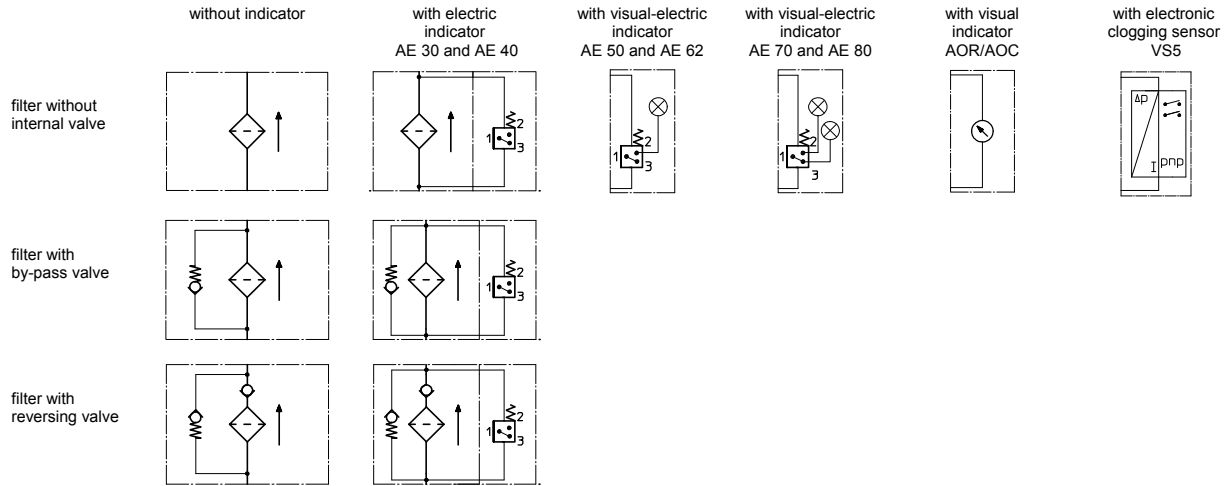 without indicator
with electric
indicator
AE 30 and AE 40
with visual-electric
indicator
AE 50 and AE 62
with visual-electric
indicator
AE 70 and AE 80
with visual
indicator
AOR/AOC
with electronic
clogging sensor
VS5
filter without
internal valve
1
2
3
1
2
3
1
2
3
Δp
I
pnp
filter with
by-pass valve
1
2
3
filter with
reversing valve
1
2
3